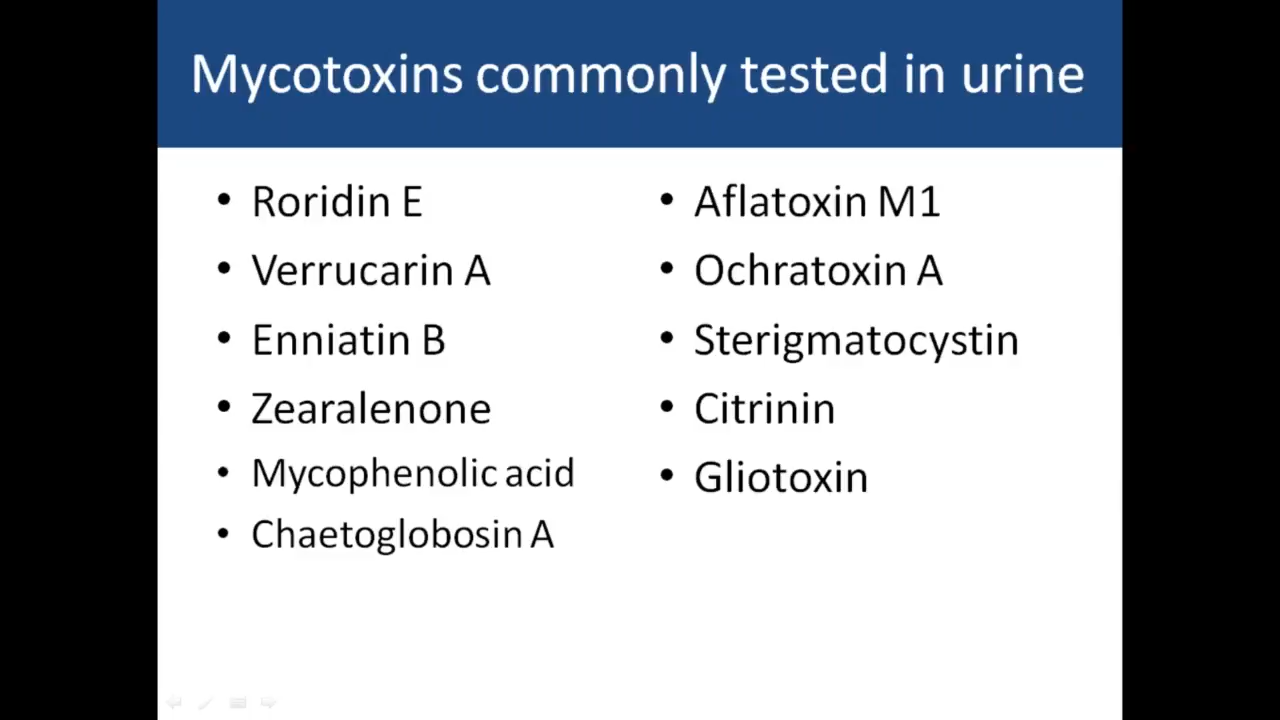 Mycotoxins commonly tested in urine
• Roridin E
• Verrucarin A
• Enniatin B
• Zearalenone
• Mycophenolic acid
• Chaetoglobosin A
• Aflatoxin M1
• Ochratoxin A
• Sterigmatocystin
• Citrinin
• Gliotoxin